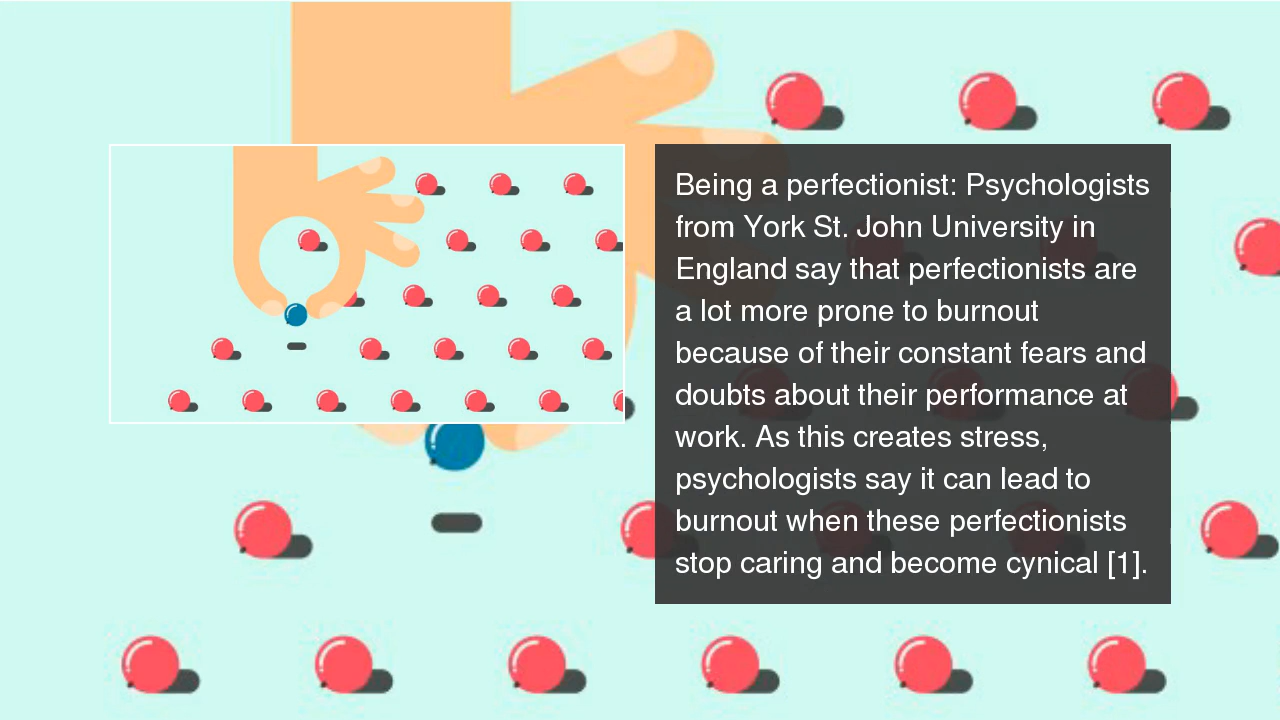 Being a perfectionist: Psychologists
from York St. John University in
England say that perfectionists are
a lot more prone to burnout
because of their constant fears and
doubts about their performance at
work. As this creates stress,
psychologists say it can lead to
burnout when these perfectionists
stop caring and become cynical [1].